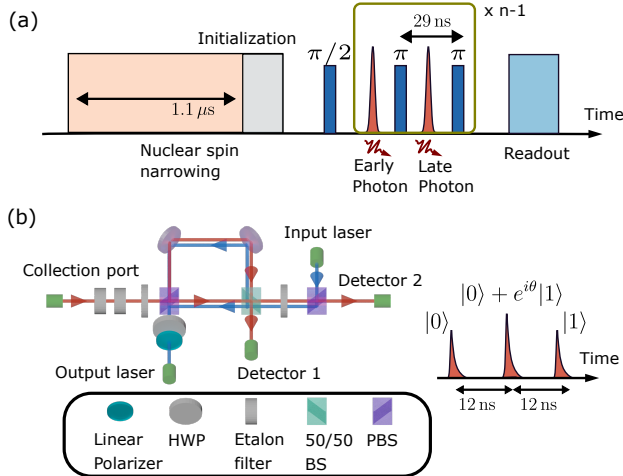 (a)
Initialization
π/2
π
π
29 ns
x n-1
1.1 μs
Time
Nuclear spin
narrowing
Early
Photon
Late
Photon
Readout
(b)
Collection port
Input laser
Detector 2
Output laser
Detector 1
|0⟩
|0⟩ + e^{iθ}|1⟩
|1⟩
Time
12 ns
12 ns
Linear
Polarizer
HWP
Etalon
filter
50/50
BS
PBS